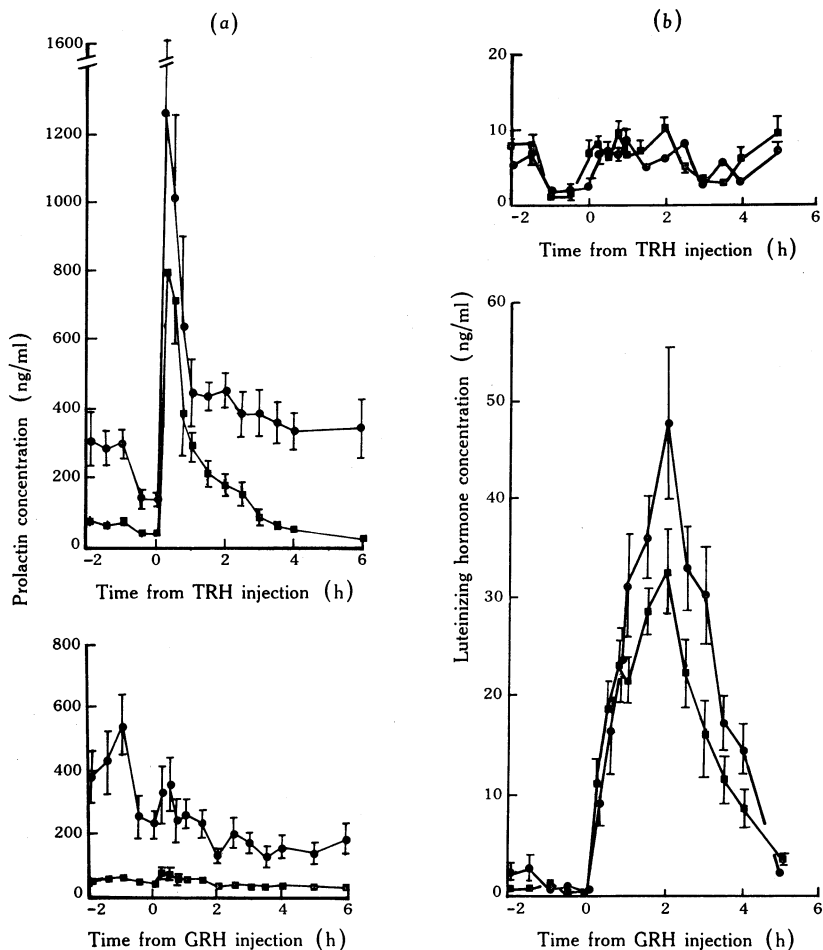 (a)
1600
1200
1000
800
600
400
200
0
-2 0 2 4 6
Time from TRH injection (h)
800
600
400
200
0
-2 0 2 4 6
Time from GRH injection (h)
Prolactin concentration (ng/ml)
(b)
20
10
0
-2 0 2 4 6
Time from TRH injection (h)
60
50
40
30
20
10
0
-2 0 2 4 6
Time from GRH injection (h)
Luteinizing hormone concentration (ng/ml)